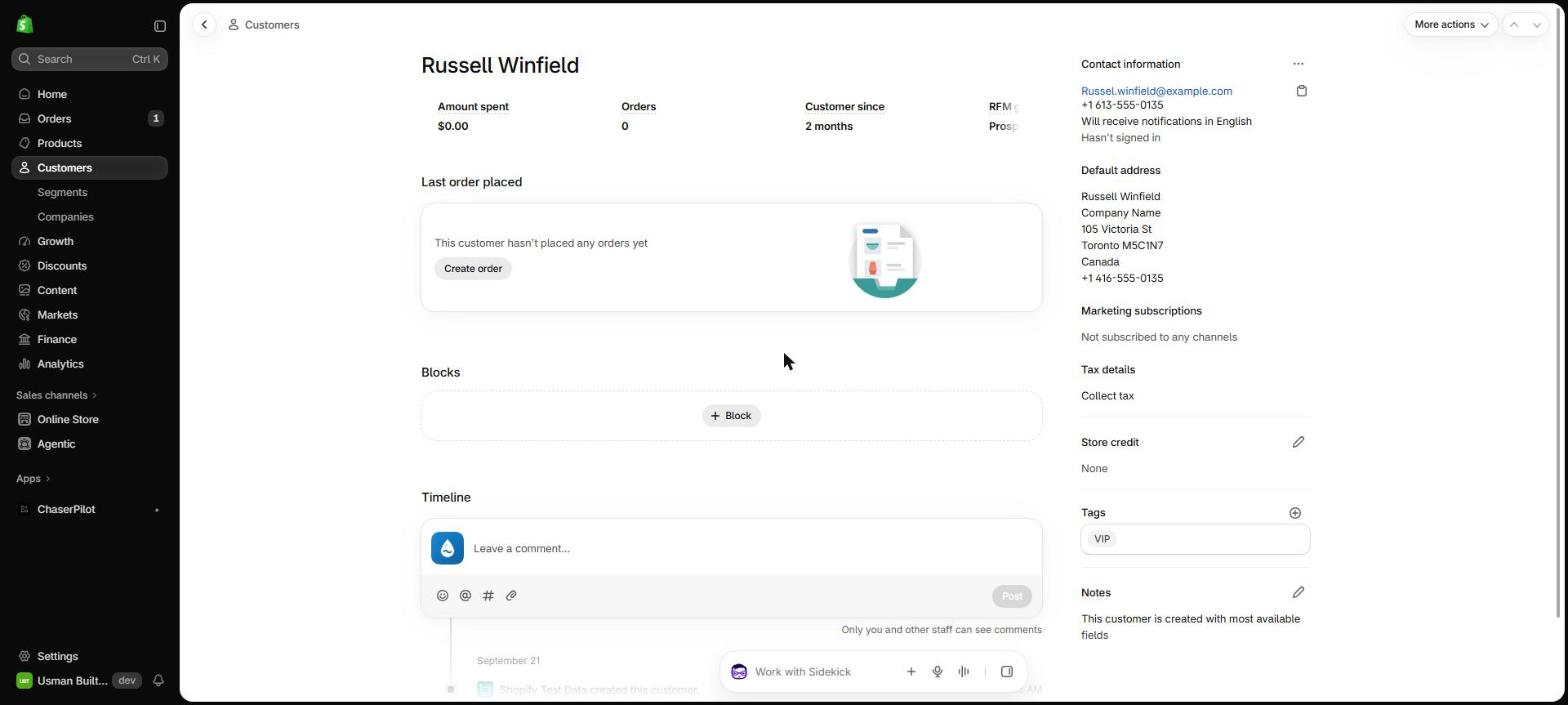 Customers
More actions
Search Ctrl K
Home
Orders 1
Products
Customers
Segments
Companies
Growth
Discounts
Content
Markets
Finance
Analytics
Sales channels
Online Store
Agentic
Apps
ChaserPilot
Settings
Usman Built... dev
Russell Winfield
Amount spent
$0.00
Orders
0
Customer since
2 months
RFM
Prosp
Last order placed
This customer hasn't placed any orders yet
Create order
Blocks
+ Block
Timeline
Leave a comment...
@ #
Post
Only you and other staff can see comments
September 21
Shopify Test Data created this customer.
AM
Work with Sidekick
Contact information
Russel.winfield@example.com
+1 613-555-0135
Will receive notifications in English
Hasn't signed in
Default address
Russell Winfield
Company Name
105 Victoria St
Toronto M5C1N7
Canada
+1 416-555-0135
Marketing subscriptions
Not subscribed to any channels
Tax details
Collect tax
Store credit
None
Tags
VIP
Notes
This customer is created with most available
fields